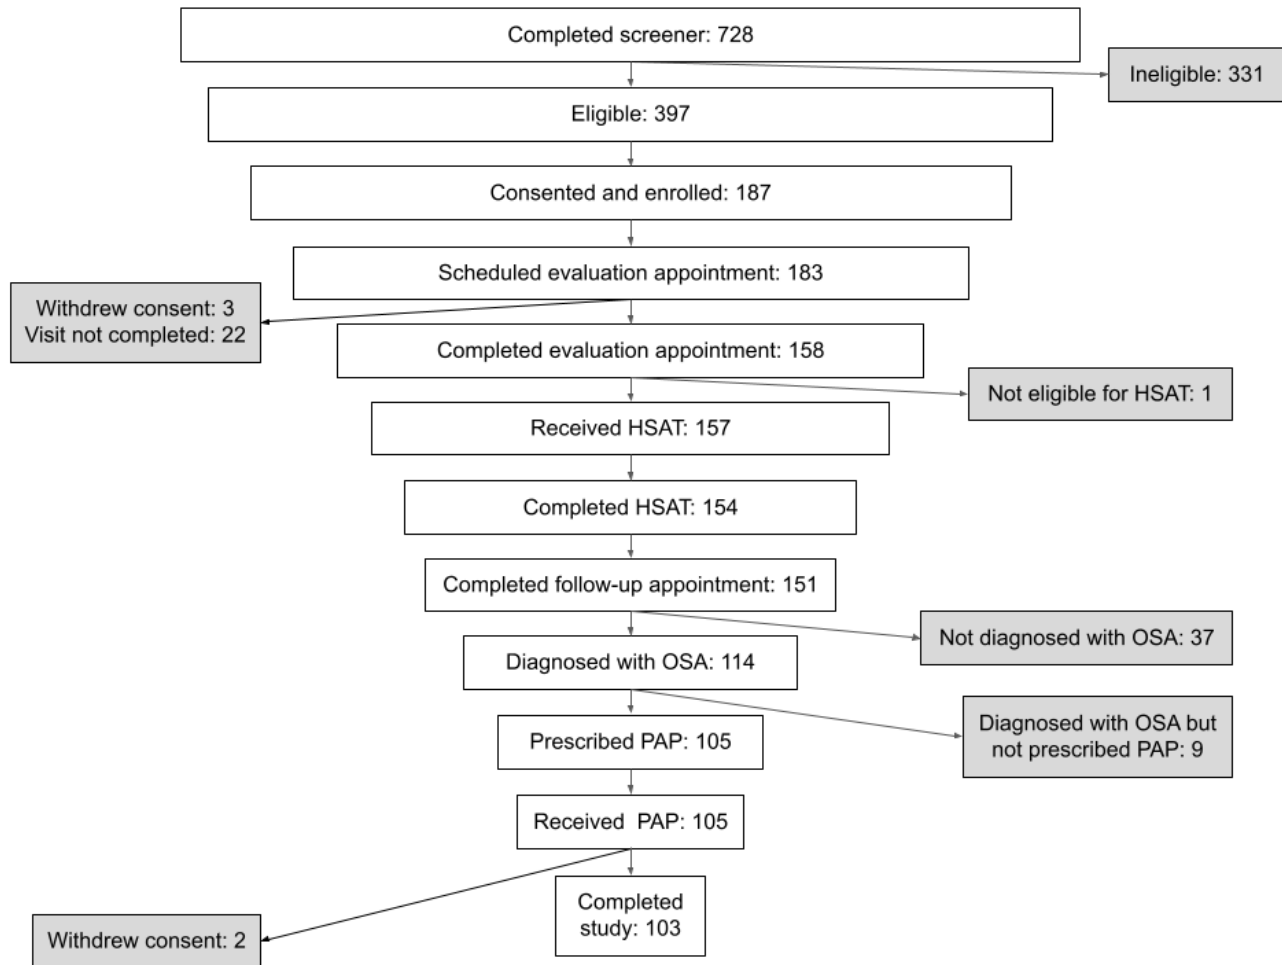 Completed screener: 728
Ineligible: 331
Eligible: 397
Consented and enrolled: 187
Scheduled evaluation appointment: 183
Withdrew consent: 3
Visit not completed: 22
Completed evaluation appointment: 158
Not eligible for HSAT: 1
Received HSAT: 157
Completed HSAT: 154
Completed follow-up appointment: 151
Not diagnosed with OSA: 37
Diagnosed with OSA: 114
Diagnosed with OSA but
not prescribed PAP: 9
Prescribed PAP: 105
Received PAP: 105
Completed
study: 103
Withdrew consent: 2